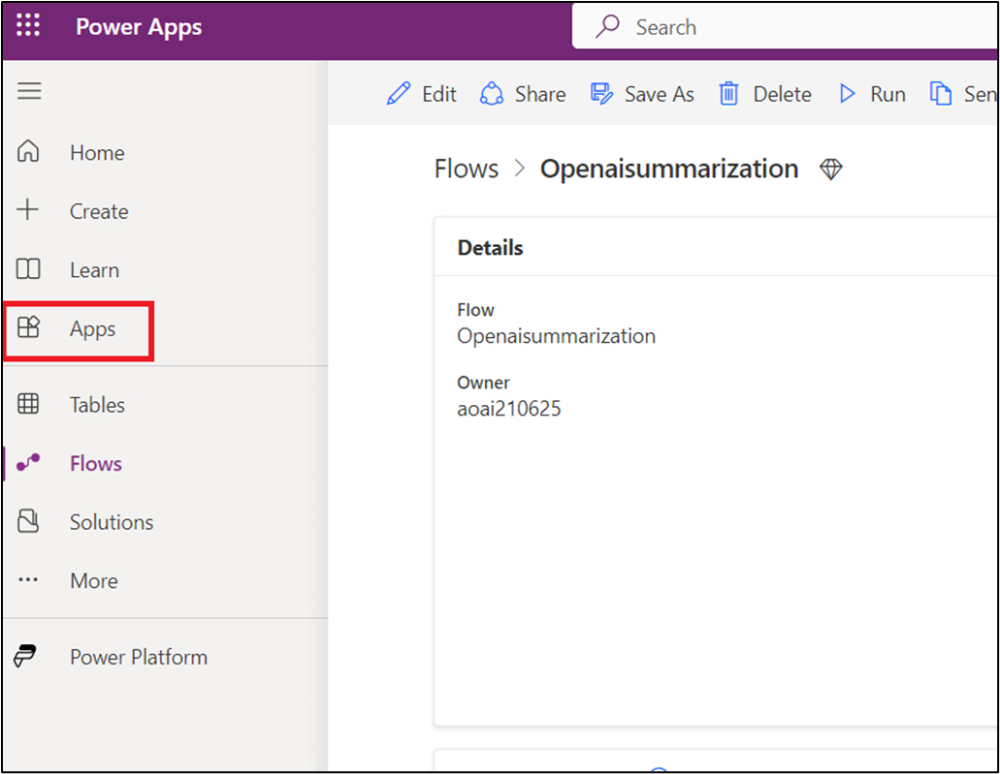 Power Apps
Search
Edit Share Save As Delete Run Sen
Home
Create
Learn
Apps
Tables
Flows
Solutions
More
Power Platform
Flows > Openaisummarization
Details
Flow
Openaisummarization
Owner
aoai210625